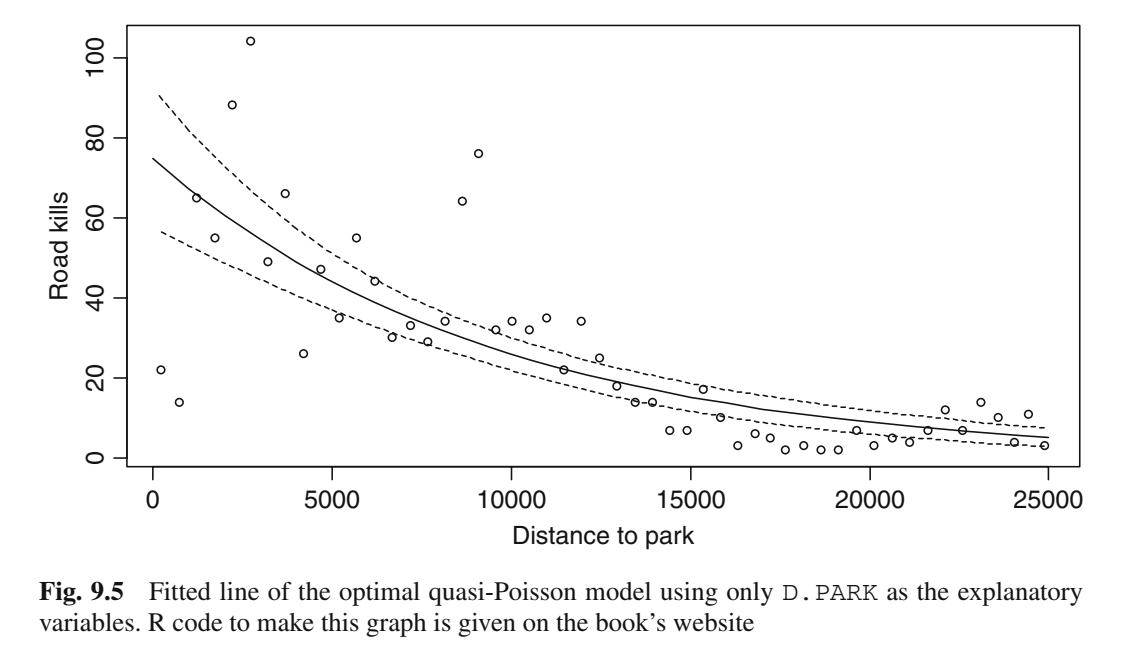 100
80
60
40
20
0
Road kills
0 5000 10000 15000 20000 25000
Distance to park
Fig. 9.5 Fitted line of the optimal quasi-Poisson model using only D.PARK as the explanatory
variables. R code to make this graph is given on the book's website